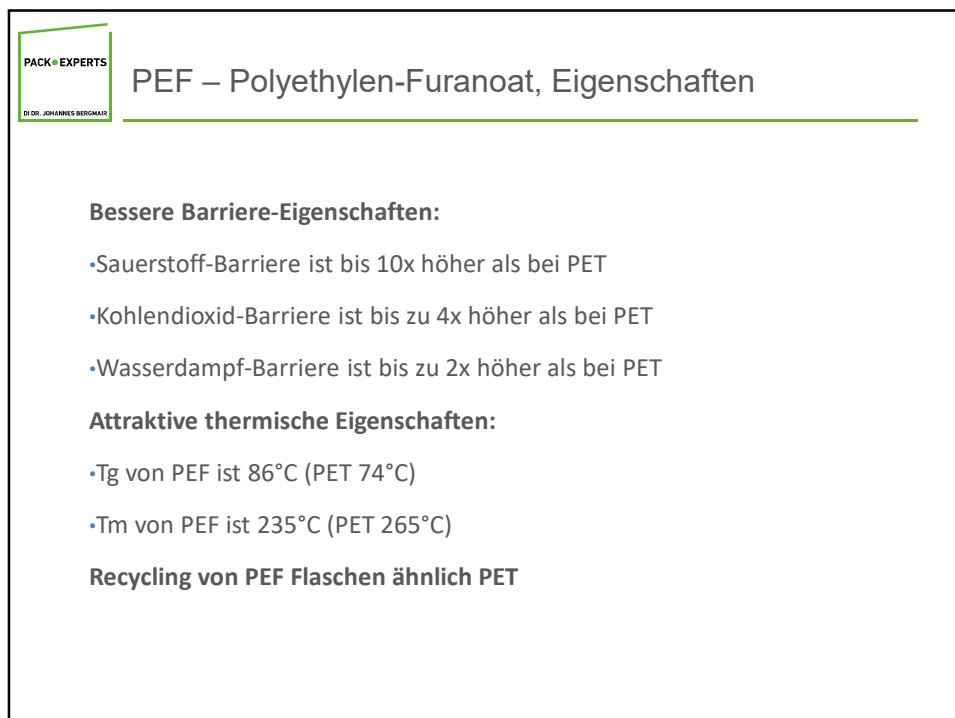 PACK●EXPERTS
DI DR. JOHANNES BERGMAIR
PEF – Polyethylen-Furanoat, Eigenschaften
Bessere Barriere-Eigenschaften:
•Sauerstoff-Barriere ist bis 10x höher als bei PET
•Kohlendioxid-Barriere ist bis zu 4x höher als bei PET
•Wasserdampf-Barriere ist bis zu 2x höher als bei PET
Attraktive thermische Eigenschaften:
•Tg von PEF ist 86°C (PET 74°C)
•Tm von PEF ist 235°C (PET 265°C)
Recycling von PEF Flaschen ähnlich PET